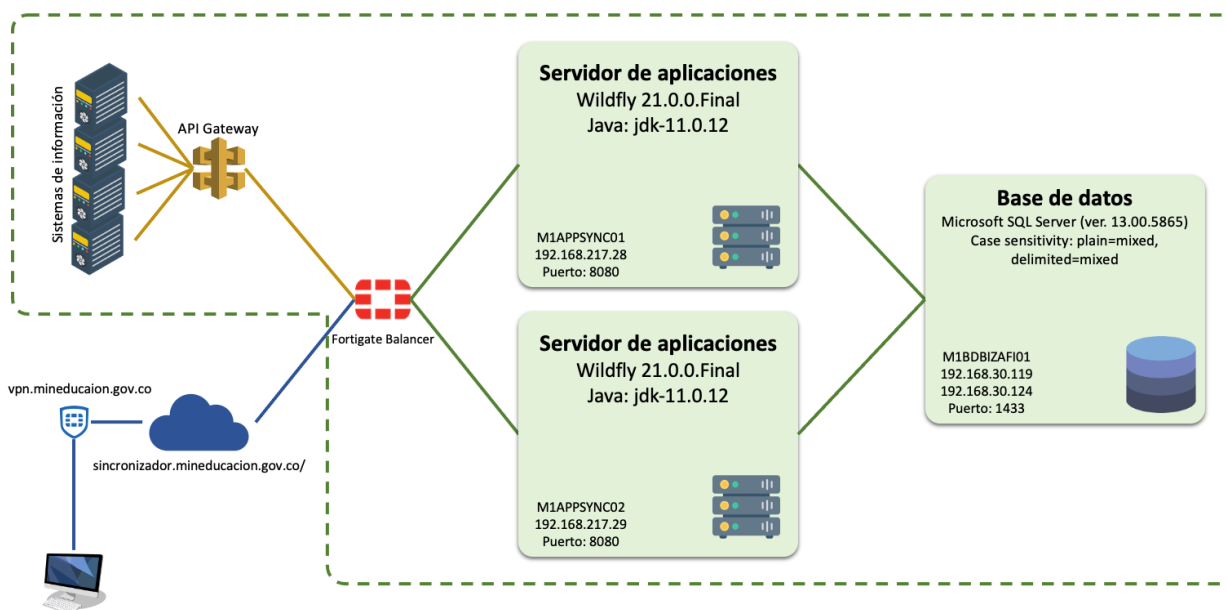 Sistemas de información
API Gateway
Servidor de aplicaciones
Wildfly 21.0.0.Final
Java: jdk-11.0.12
M1APPSYNC01
192.168.217.28
Puerto: 8080
Base de datos
Microsoft SQL Server (ver. 13.00.5865)
Case sensitivity: plain=mixed,
delimited=mixed
M1BDBIZAFI01
192.168.30.119
192.168.30.124
Puerto: 1433
Fortigate Balancer
Servidor de aplicaciones
Wildfly 21.0.0.Final
Java: jdk-11.0.12
M1APPSYNC02
192.168.217.29
Puerto: 8080
vpn.mineducaion.gov.co
sincronizador.mineducacion.gov.co/